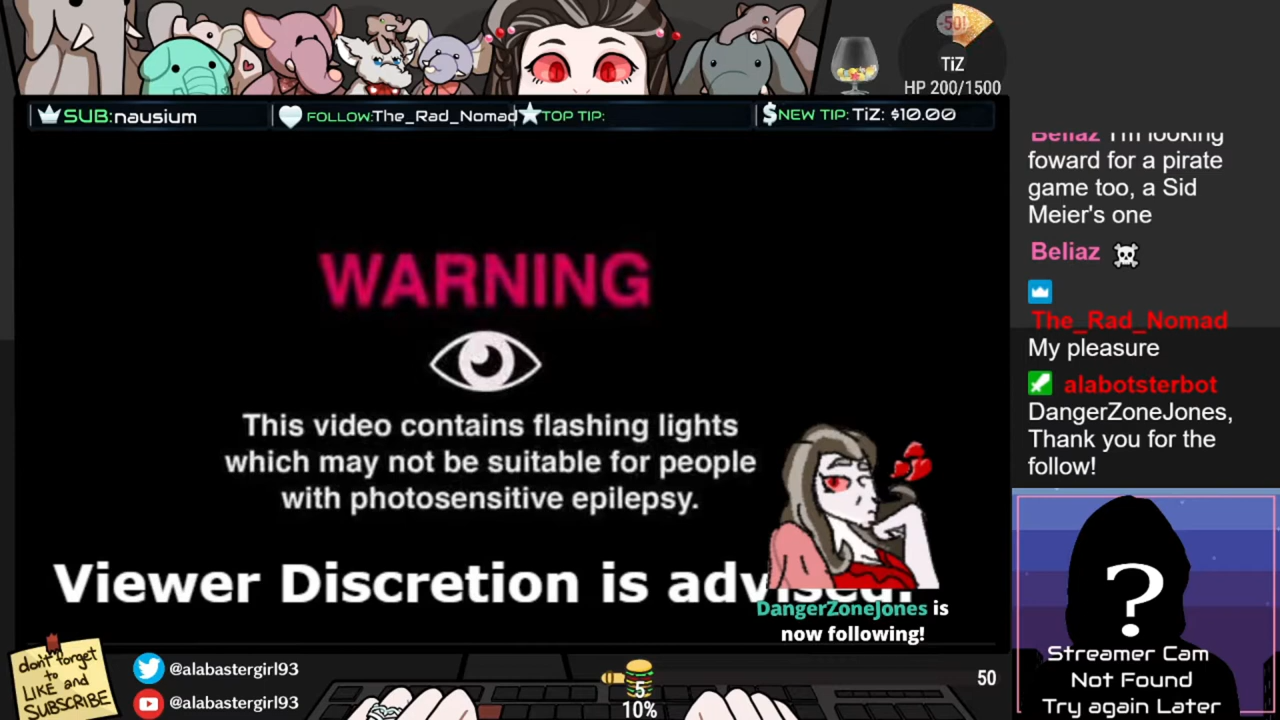 -50!
TiZ
HP 200/1500
SUB:nausium
FOLLOW:The_Rad_Nomad
TOP TIP:
NEW TIP: TiZ: $10.00
Beliaz I'm looking
foward for a pirate
game too, a Sid
Meier's one
Beliaz
The_Rad_Nomad
My pleasure
alabotsterbot
DangerZoneJones,
Thank you for the
follow!
WARNING
This video contains flashing lights
which may not be suitable for people
with photosensitive epilepsy.
Viewer Discretion is advised.
DangerZoneJones is
now following!
?
Streamer Cam
Not Found
Try again Later
don't forget
to
LIKE and
SUBSCRIBE
@alabastergirl93
@alabastergirl93
5
10%
50